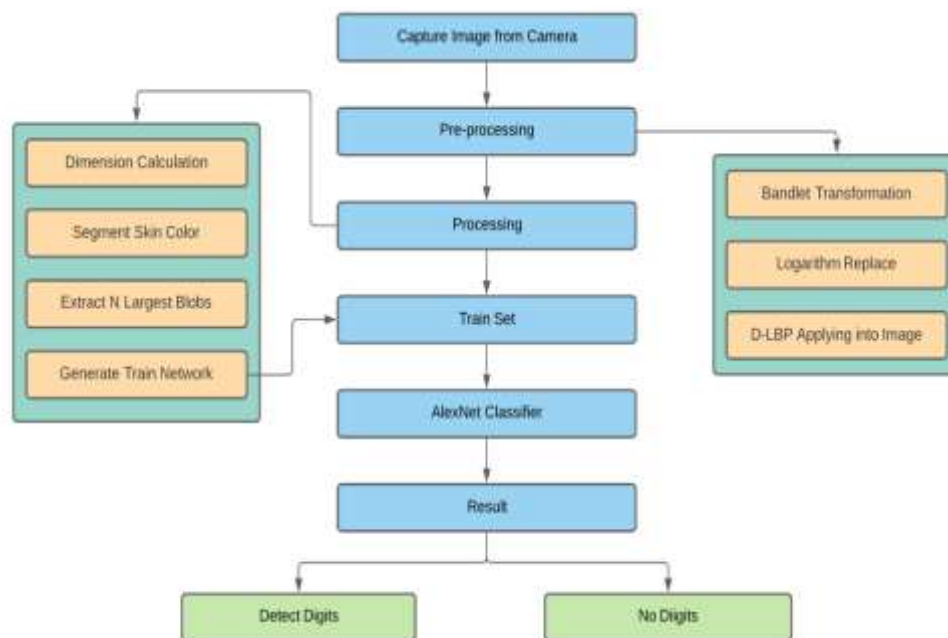 Capture Image from Camera
Pre-processing
Dimension Calculation
Bandlet Transformation
Segment Skin Color
Processing
Logarithm Replace
Extract N Largest Blobs
Train Set
D-LBP Applying into Image
Generate Train Network
AlexNet Classifier
Result
Detect Digits
No Diigits